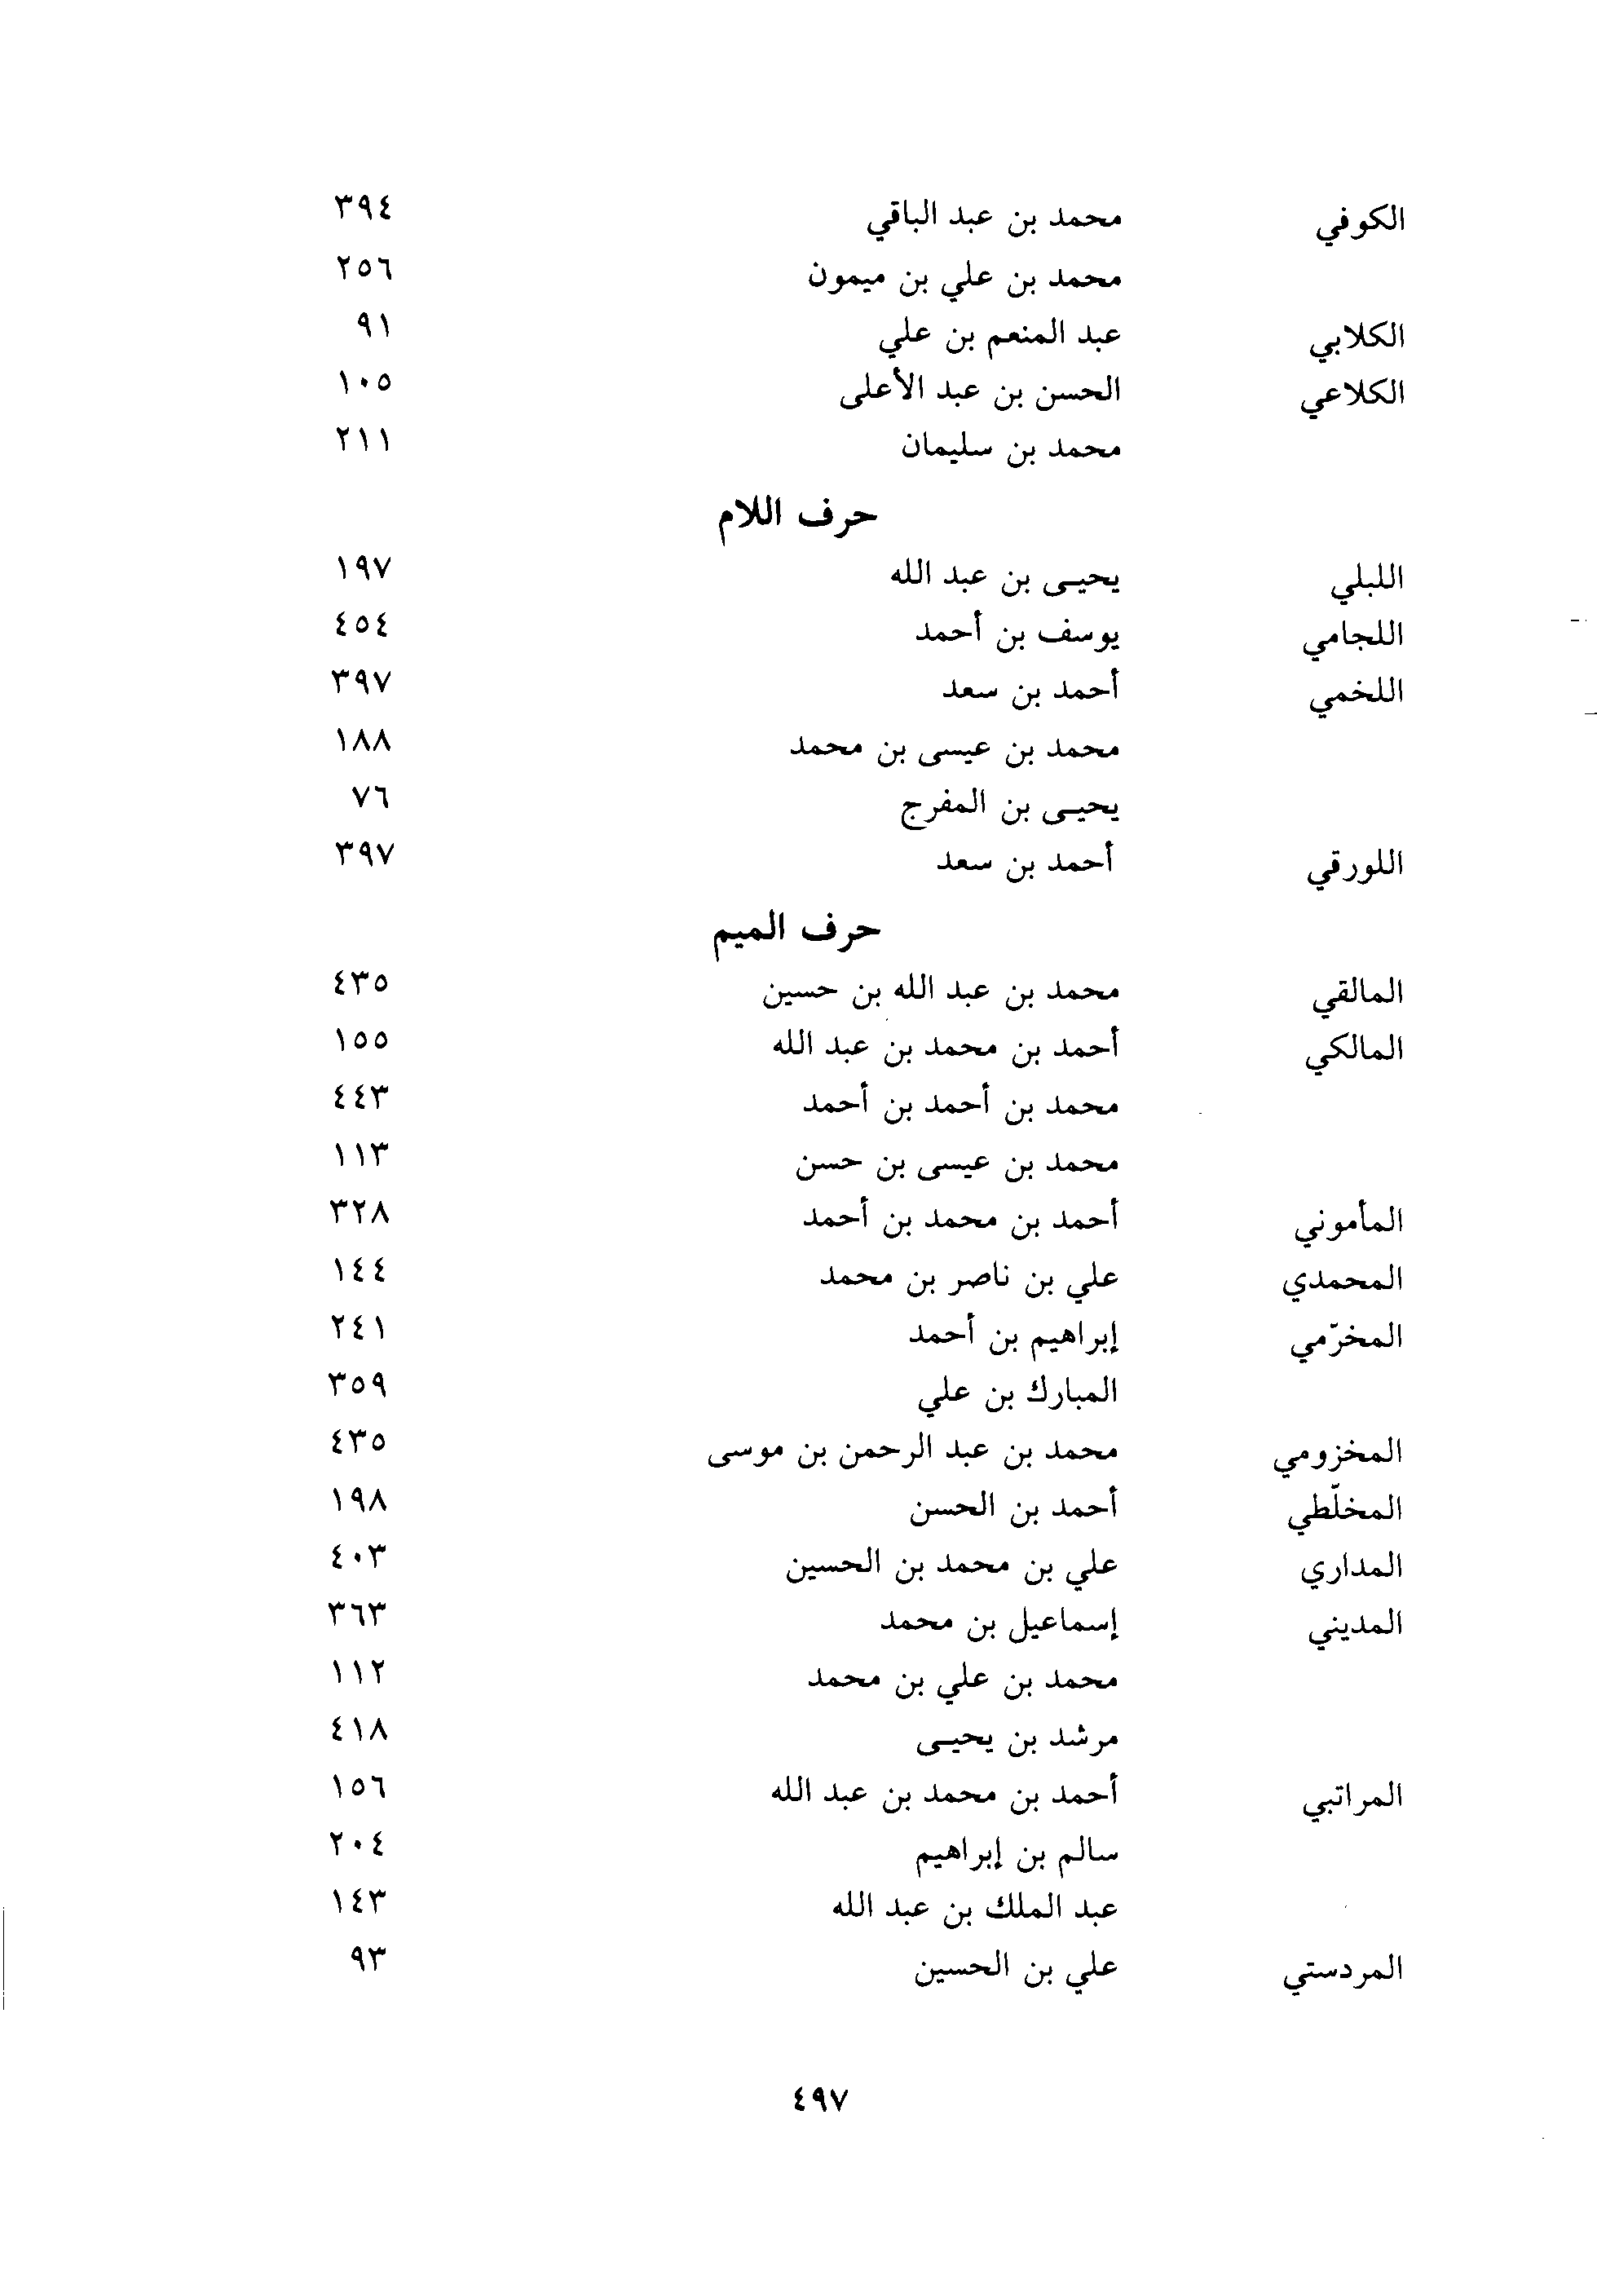 الكوفي محمد بن عبد الباقي ٣٩٤
محمد بن علي بن ميمون ٢٥٦
الكلابي عبد المنعم بن علي ٩١
الكلاعي الحسن بن عبد الأعلى ١٠٥
محمد بن سليمان ٢١١
حرف اللام
اللبلي يحيـى بن عبد الله ١٩٧
اللجامي يوسف بن أحمد ٤٥٤
اللخمي أحمد بن سعد ٣٩٧
محمد بن عيسى بن محمد ١٨٨
يحيـى بن المفرج ٧٦
اللورقي أحمد بن سعد ٣٩٧
حرف الميم
المالقي محمد بن عبد الله بن حسين ٤٣٥
المالكي أحمد بن محمد بن عبد الله ١٥٥
محمد بن أحمد بن أحمد ٤٤٣
محمد بن عيسى بن حسن ١١٣
المأموني أحمد بن محمد بن أحمد ٣٢٨
المحمدي علي بن ناصر بن محمد ١٤٤
المخرّمي إبراهيم بن أحمد ٢٤١
المبارك بن علي ٣٥٩
المخزومي محمد بن عبد الرحمن بن موسى ٤٣٥
المخلّطي أحمد بن الحسن ١٩٨
المداري علي بن محمد بن الحسين ٤٠٣
المديني إسماعيل بن محمد ٣٦٣
محمد بن علي بن محمد ١١٢
مرشد بن يحيـى ٤١٨
المراتبي أحمد بن محمد بن عبد الله ١٥٦
سالم بن إبراهيم ٢٠٤
عبد الملك بن عبد الله ١٤٣
المردستي علي بن الحسين ٩٣
٤٩٧